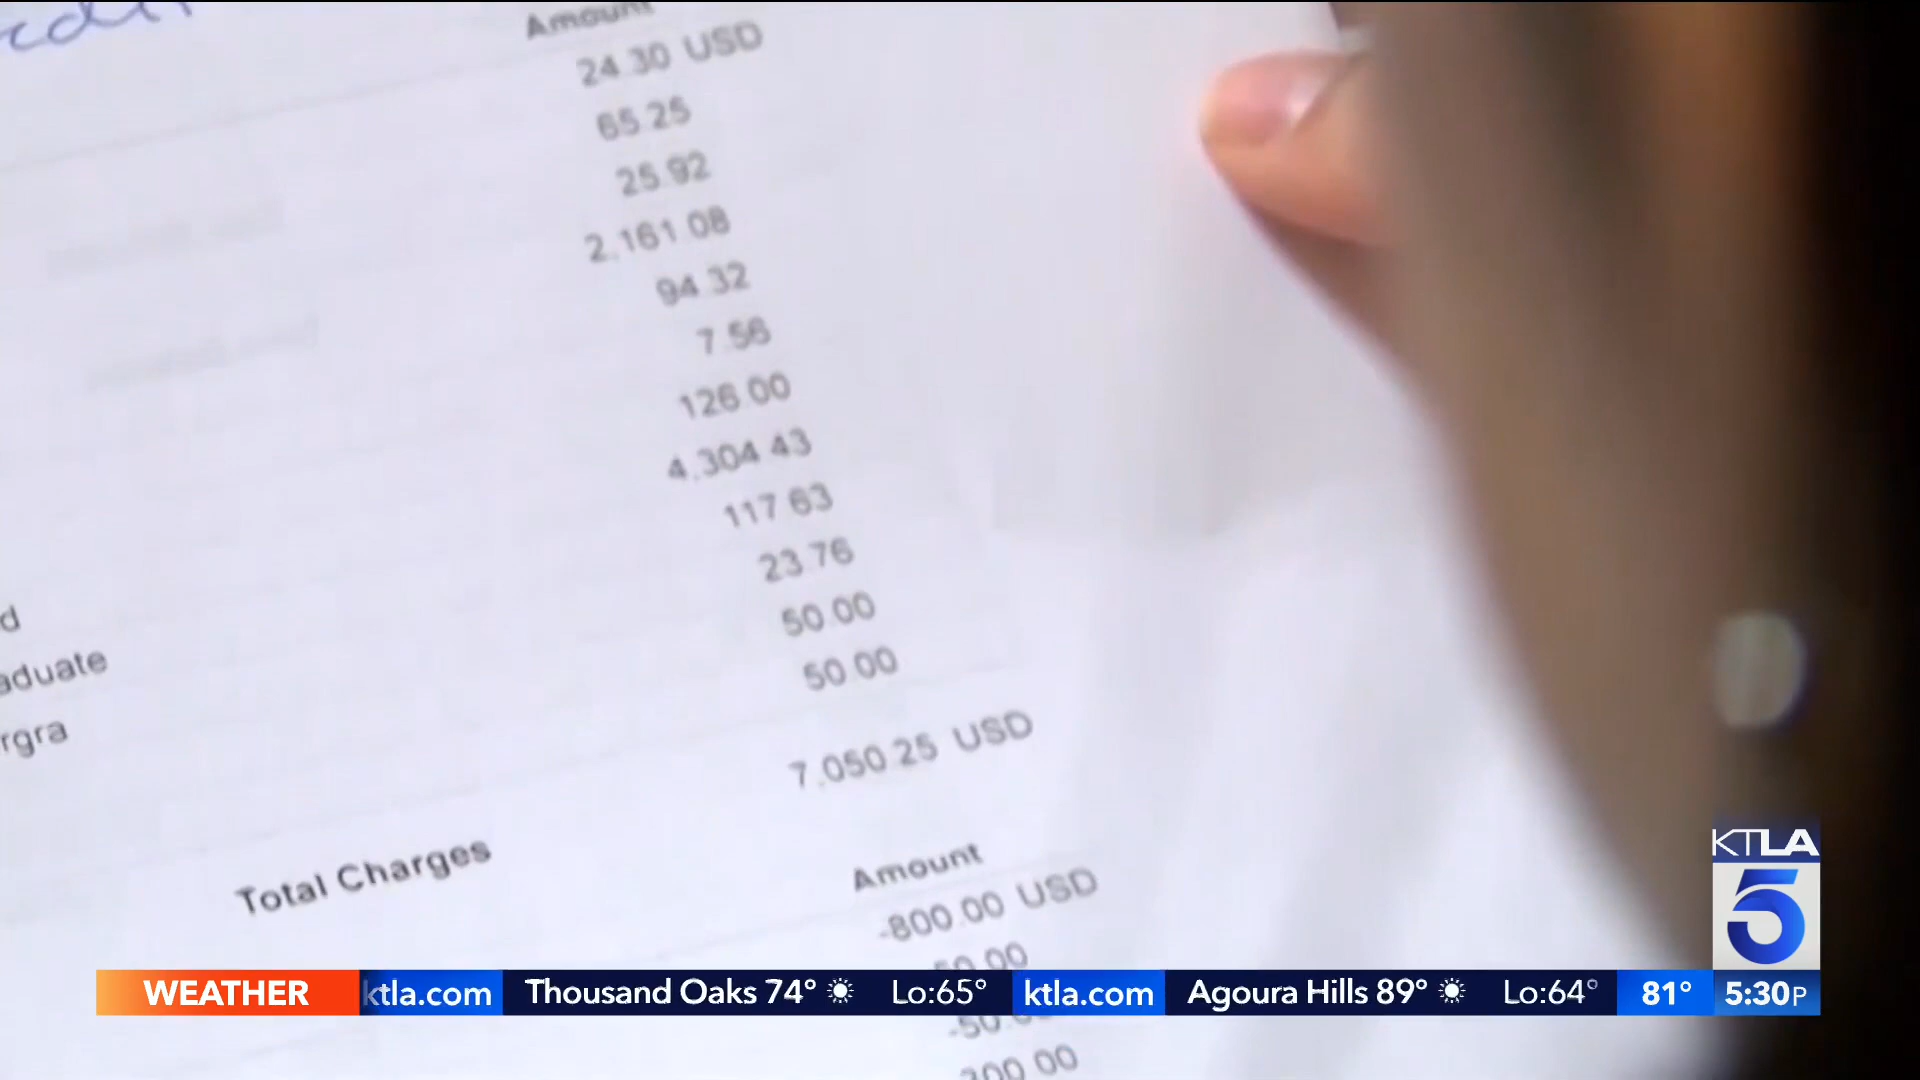 Amount
24.30 USD
65.25
25.92
2,161.08
94.32
7.56
126.00
4,304.43
117.63
23.76
50.00
50.00
d
aduate
rgra
7,050.25 USD
Total Charges
Amount
-800.00 USD
KTLA
5
WEATHER ktla.com Thousand Oaks 74° Lo:65° ktla.com Agoura Hills 89° Lo:64° 81° 5:30P